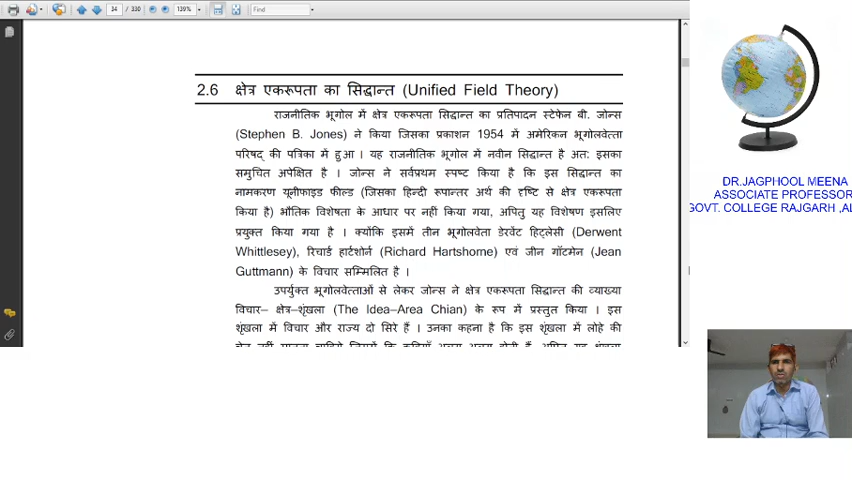 34 / 330
139%
Find
2.6 क्षेत्र एकरूपता का सिद्धान्त (Unified Field Theory)
राजनीतिक भूगोल में क्षेत्र एकरूपता सिद्धान्त का प्रतिपादन स्टेफेन बी. जोन्स
(Stephen B. Jones) ने किया जिसका प्रकाशन 1954 में अमेरिकन भूगोलवेत्ता
परिषद् की पत्रिका में हुआ । यह राजनीतिक भूगोल में नवीन सिद्धान्त है अत: इसका
समुचित अपेक्षित है । जोन्स ने सर्वप्रथम स्पष्ट किया है कि इस सिद्धान्त का
नामकरण यूनीफाइड फील्ड (जिसका हिन्दी रूपान्तर अर्थ की दृष्टि से क्षेत्र एकरूपता
किया है) भौतिक विशेषता के आधार पर नहीं किया गया, अपितु यह विशेषण इसलिए
प्रयुक्त किया गया है । क्योंकि इसमें तीन भूगोलवेता डेरवेंट हिट्लेसी (Derwent
Whittlesey), रिचार्ड हार्टशोर्न (Richard Hartshorne) एवं जीन गॉटमेन (Jean
Guttmann) के विचार सम्मिलित है ।
उपर्युक्त भूगोलवेत्ताओं से लेकर जोन्स ने क्षेत्र एकरूपता सिद्धान्त की व्याख्या
विचार– क्षेत्र–शृंखला (The Idea–Area Chian) के रूप में प्रस्तुत किया । इस
शृंखला में विचार और राज्य दो सिरे हैं । उनका कहना है कि इस शृंखला में लोहे की
DR.JAGPHOOL MEENA
ASSOCIATE PROFESSOR
GOVT. COLLEGE RAJGARH ,AL